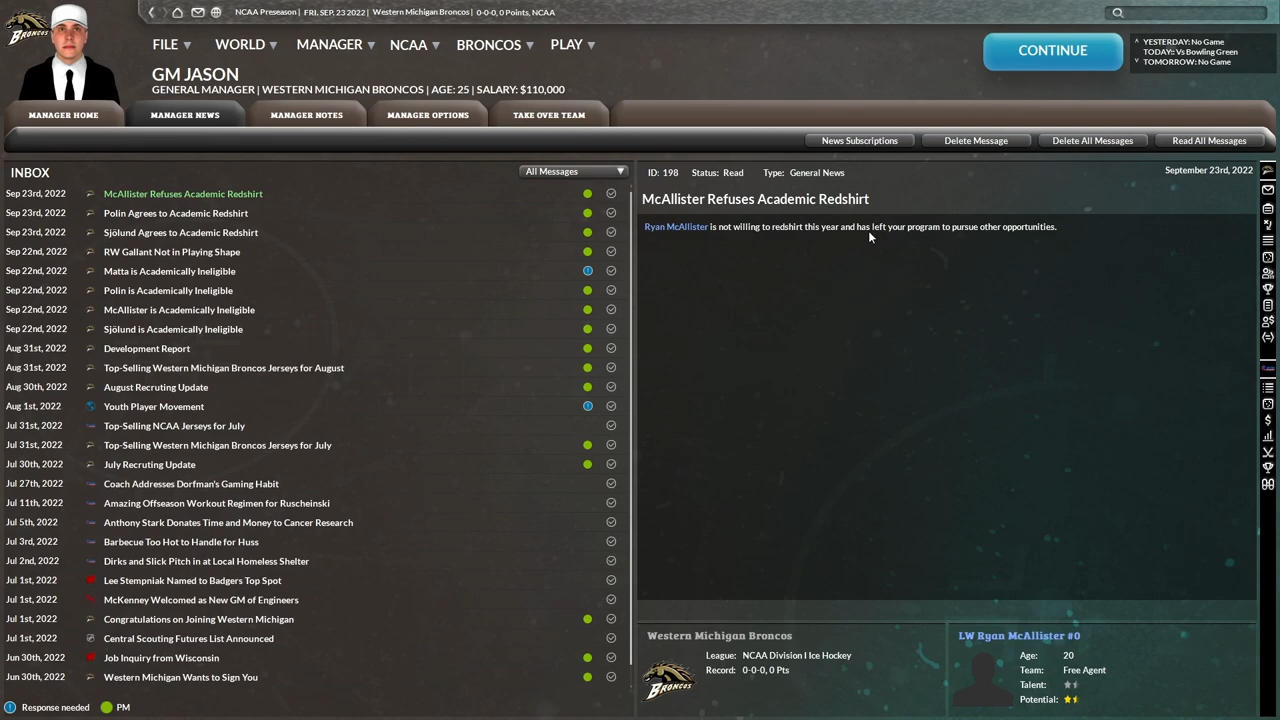 NCAA Preseason | FRI. SEP. 23 2022 | Western Michigan Broncos | 0-0-0, 0 Points, NCAA
BRONCOS
FILE WORLD MANAGER NCAA BRONCOS PLAY
CONTINUE
YESTERDAY: No Game
TODAY:: Vs Bowling Green
TOMORROW: No Game
GM JASON
GENERAL MANAGER | WESTERN MICHIGAN BRONCOS | AGE: 25 | SALARY: $110,000
MANAGER HOME MANAGER NEWS MANAGER NOTES MANAGER OPTIONS TAKE OVER TEAM
News Subscriptions Delete Message Delete All Messages Read All Messages
INBOX All Messages
Sep 23rd, 2022 McAllister Refuses Academic Redshirt
Sep 23rd, 2022 Polin Agrees to Academic Redshirt
Sep 23rd, 2022 Sjölund Agrees to Academic Redshirt
Sep 22nd, 2022 RW Gallant Not in Playing Shape
Sep 22nd, 2022 Matta is Academically Ineligible
Sep 22nd, 2022 Polin is Academically Ineligible
Sep 22nd, 2022 McAllister is Academically Ineligible
Sep 22nd, 2022 Sjölund is Academically Ineligible
Aug 31st, 2022 Development Report
Aug 31st, 2022 Top-Selling Western Michigan Broncos Jerseys for August
Aug 30th, 2022 August Recruting Update
Aug 1st, 2022 Youth Player Movement
Jul 31st, 2022 Top-Selling NCAA Jerseys for July
Jul 31st, 2022 Top-Selling Western Michigan Broncos Jerseys for July
Jul 30th, 2022 July Recruting Update
Jul 27th, 2022 Coach Addresses Dorfman's Gaming Habit
Jul 11th, 2022 Amazing Offseason Workout Regimen for Ruscheinski
Jul 5th, 2022 Anthony Stark Donates Time and Money to Cancer Research
Jul 3rd, 2022 Barbecue Too Hot to Handle for Huss
Jul 2nd, 2022 Dirks and Slick Pitch in at Local Homeless Shelter
Jul 1st, 2022 Lee Stempniak Named to Badgers Top Spot
Jul 1st, 2022 McKenney Welcomed as New GM of Engineers
Jul 1st, 2022 Congratulations on Joining Western Michigan
Jul 1st, 2022 Central Scouting Futures List Announced
Jun 30th, 2022 Job Inquiry from Wisconsin
Jun 30th, 2022 Western Michigan Wants to Sign You
Response needed PM
ID: 198 Status: Read Type: General News September 23rd, 2022
McAllister Refuses Academic Redshirt
Ryan McAllister is not willing to redshirt this year and has left your program to pursue other opportunities.
Western Michigan Broncos
League: NCAA Division I Ice Hockey
Record: 0-0-0, 0 Pts
BRONCOS
LW Ryan McAllister #0
Age: 20
Team: Free Agent
Talent:
Potential: